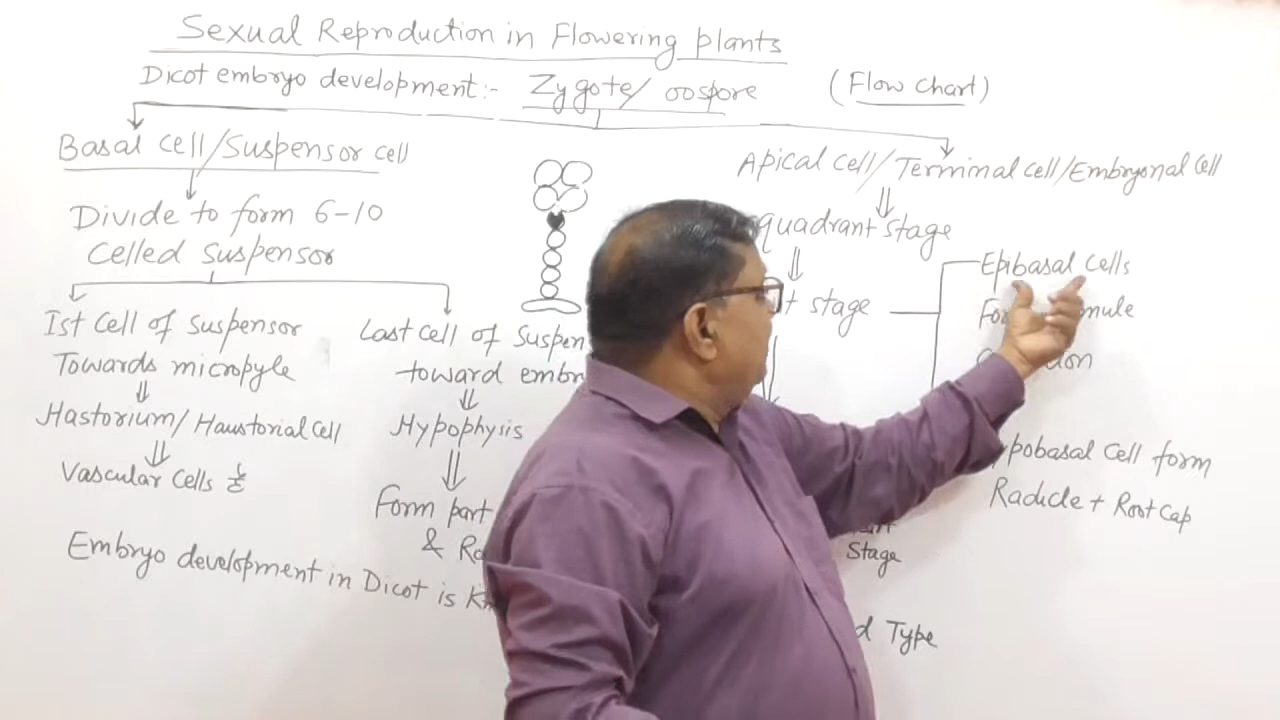 Sexual Reproduction in Flowering plants
Dicot embryo development:- Zygote/ oospore (Flow chart)
Basal cell/Suspensor cell
Divide to form 6-10
Celled suspensor
Ist Cell of Suspensor
Towards micropyle
Hastorium/ Haustorial Cell
Vascular Cells
Last Cell of Suspen
toward embr
Hypophysis
Form part
&
Embryo development in Dicot is
Apical cell/Terminal cell/Embryonal Cell
quadrant stage
t stage
Epibasal Cells
mule
don
pobasal Cell form
Radicle + Root Cap
Stage
d Type